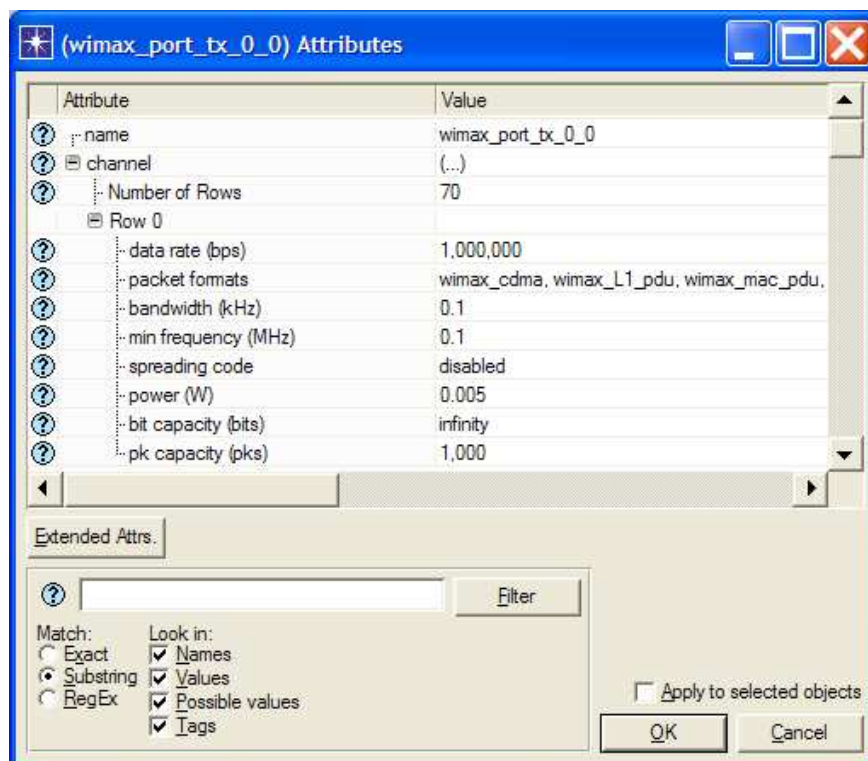 (wimax_port_tx_0_0) Attributes
Attribute Value
name wimax_port_tx_0_0
channel (...)
Number of Rows 70
Row 0
data rate (bps) 1,000,000
packet formats wimax_cdma, wimax_L1_pdu, wimax_mac_pdu,
bandwidth (kHz) 0.1
min frequency (MHz) 0.1
spreading code disabled
power (W) 0.005
bit capacity (bits) infinity
pk capacity (pks) 1,000
Extended Attrs.
Filter
Match: Look in:
Exact Names
Substring Values
RegEx Possible values
Tags
Apply to selected objects
OK Cancel